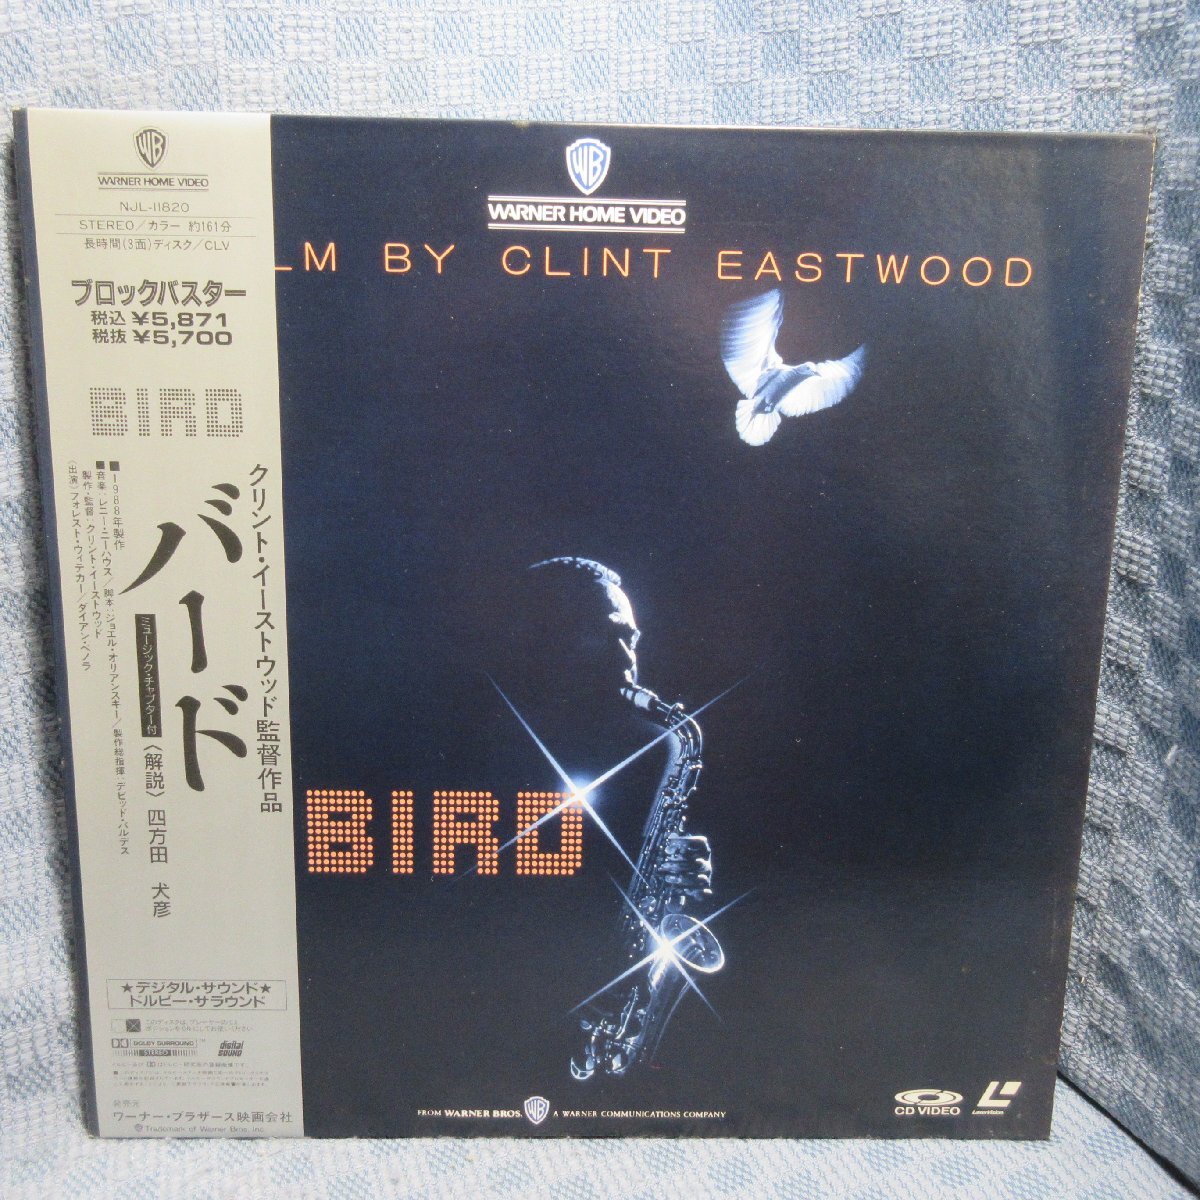 WB
WARNER HOME VIDEO
NJL-11820
STEREO/カラー 約161分
長時間(3面)ディスク/CLV
ブロックバスター
税込 ¥5,871
税抜 ¥5,700
BIRD
クリント・イーストウッド監督作品
バード
ミュージック・チャプター付
〈解説〉四方田 犬彦
■1988年製作
■音楽:レニー・ニーハウス/脚本:ジョエル・オリアンスキー/製作総指揮:デビッド・バルデス
製作・監督:クリント・イーストウッド
〈出演〉フォレスト・ウィテカー/ダイアン・ベノラ
★デジタル・サウンド★
ドルビー・サラウンド
DOLBY SURROUND
STEREO
TM
digital
SOUND
発売元
ワーナー・ブラザース映画会社
Trademark of Warner Bros. Inc.
WB
WARNER HOME VIDEO
LM BY CLINT EASTWOOD
BIRD
FROM WARNER BROS. WB A WARNER COMMUNICATIONS COMPANY
CD VIDEO
LaserVision